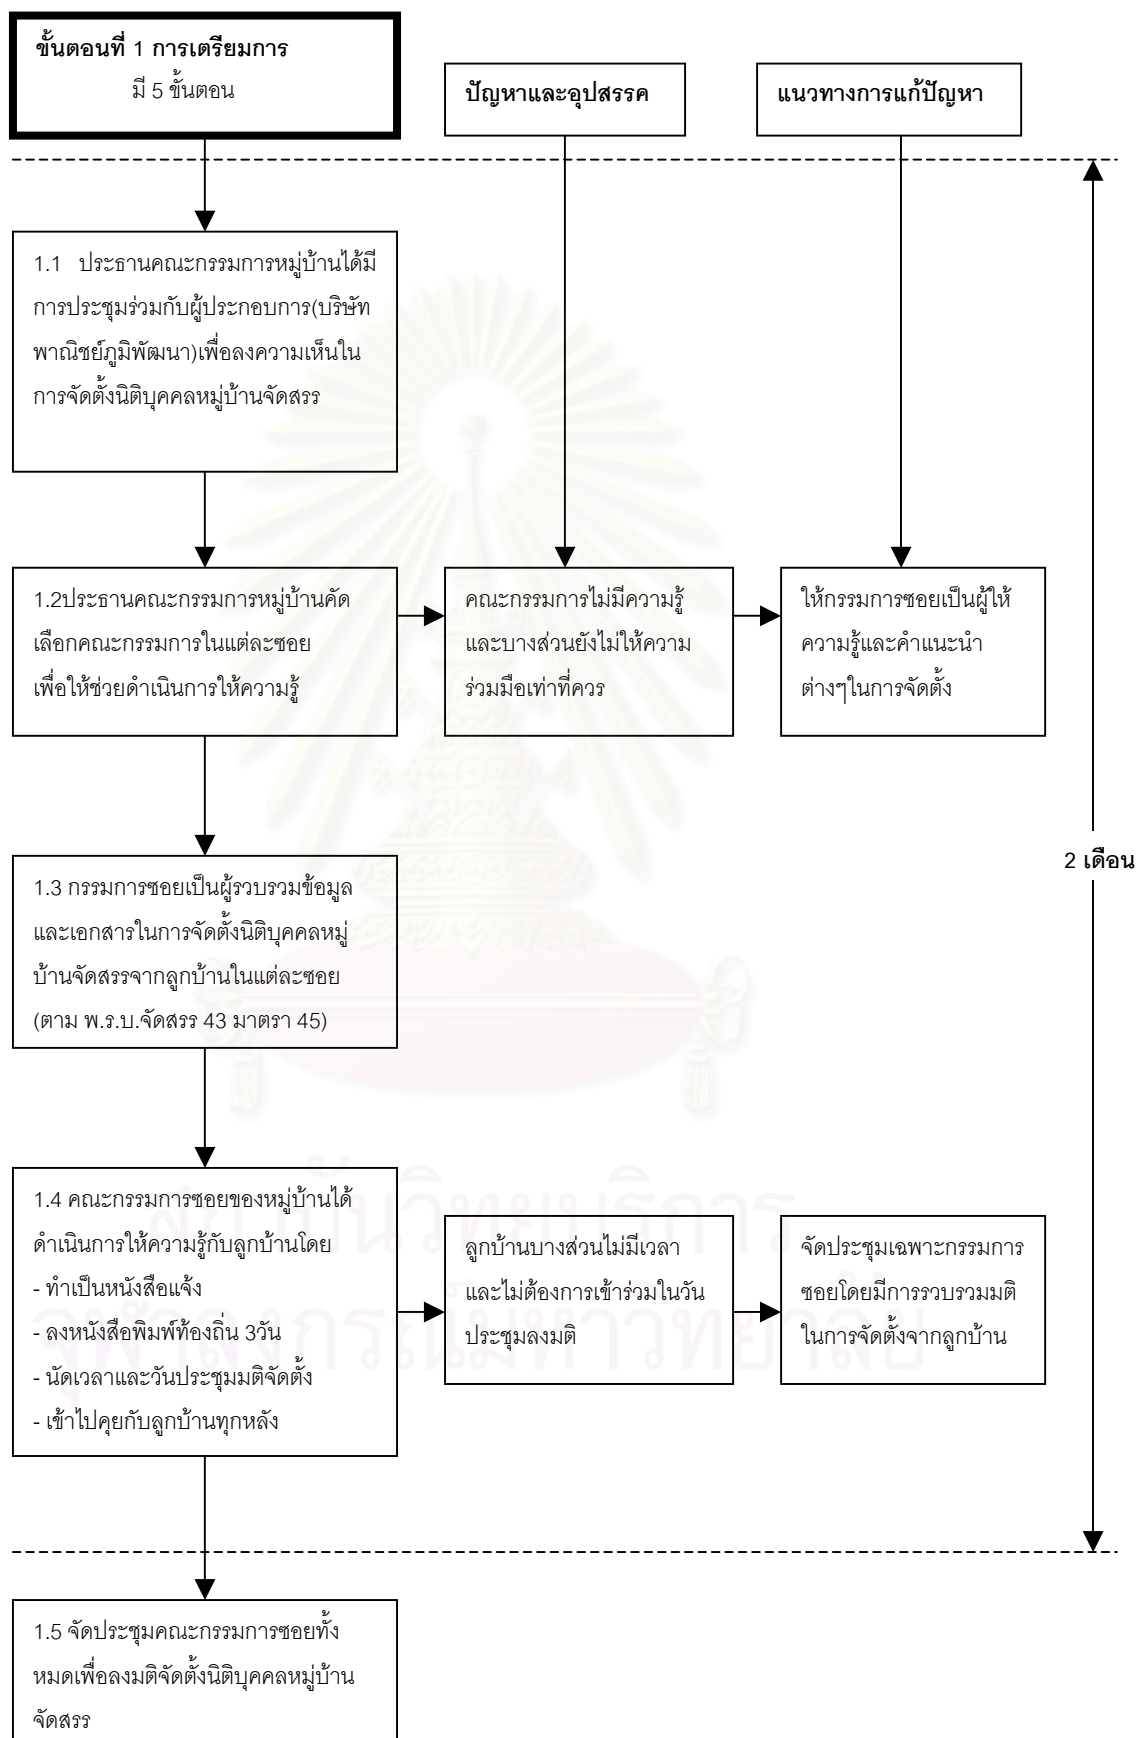 ขั้นตอนที่ 1 การเตรียมการ
มี 5 ขั้นตอน
ปัญหาและอุปสรรค
แนวทางการแก้ปัญหา
1.1 ประธานคณะกรรมการหมู่บ้านได้มี
การประชุมร่วมกับผู้ประกอบการ(บริษัท
พาณิชย์ภูมิพัฒนา)เพื่อลงความเห็นใน
การจัดตั้งนิติบุคคลหมู่บ้านจัดสรร
1.2ประธานคณะกรรมการหมู่บ้านคัด
เลือกคณะกรรมการในแต่ละซอย
เพื่อให้ช่วยดำเนินการให้ความรู้
คณะกรรมการไม่มีความรู้
และบางส่วนยังไม่ให้ความ
ร่วมมือเท่าที่ควร
ให้กรรมการซอยเป็นผู้ให้
ความรู้และคำแนะนำ
ต่างๆในการจัดตั้ง
2 เดือน
1.3 กรรมการซอยเป็นผู้รวบรวมข้อมูล
และเอกสารในการจัดตั้งนิติบุคคลหมู่
บ้านจัดสรรจากลูกบ้านในแต่ละซอย
(ตาม พ.ร.บ.จัดสรร 43 มาตรา 45)
1.4 คณะกรรมการซอยของหมู่บ้านได้
ดำเนินการให้ความรู้กับลูกบ้านโดย
- ทำเป็นหนังสือแจ้ง
- ลงหนังสือพิมพ์ท้องถิ่น 3วัน
- นัดเวลาและวันประชุมมติจัดตั้ง
- เข้าไปคุยกับลูกบ้านทุกหลัง
ลูกบ้านบางส่วนไม่มีเวลา
และไม่ต้องการเข้าร่วมในวัน
ประชุมลงมติ
จัดประชุมเฉพาะกรรมการ
ซอยโดยมีการรวบรวมมติ
ในการจัดตั้งจากลูกบ้าน
สถาบันวิทยบริการ
จุฬาลงกรณ์มหาวิทยาลัย
1.5 จัดประชุมคณะกรรมการซอยทั้ง
หมดเพื่อลงมติจัดตั้งนิติบุคคลหมู่บ้าน
จัดสรร